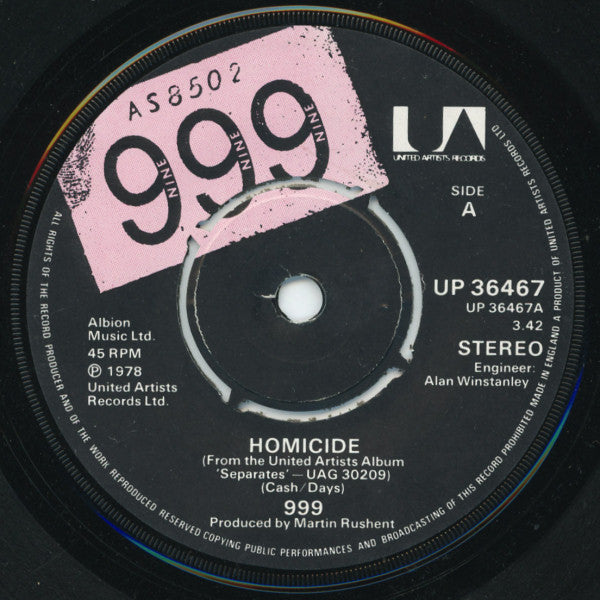 AS8502
999
NINE NINE NINE
UA
UNITED ARTISTS RECORDS
SIDE
A
UP 36467
UP 36467A
3.42
STEREO
Engineer:
Alan Winstanley
Albion
Music Ltd.
45 RPM
Ⓟ 1978
United Artists
Records Ltd.
HOMICIDE
(From the United Artists Album
'Separates' — UAG 30209)
(Cash/Days)
999
Produced by Martin Rushent
ALL RIGHTS OF THE RECORD PRODUCER AND OF THE WORK REPRODUCED RESERVED COPYING PUBLIC PERFORMANCES AND BROADCASTING OF THIS RECORD PROHIBITED MADE IN ENGLAND A PRODUCT OF UNITED ARTISTS RECORDS LTD